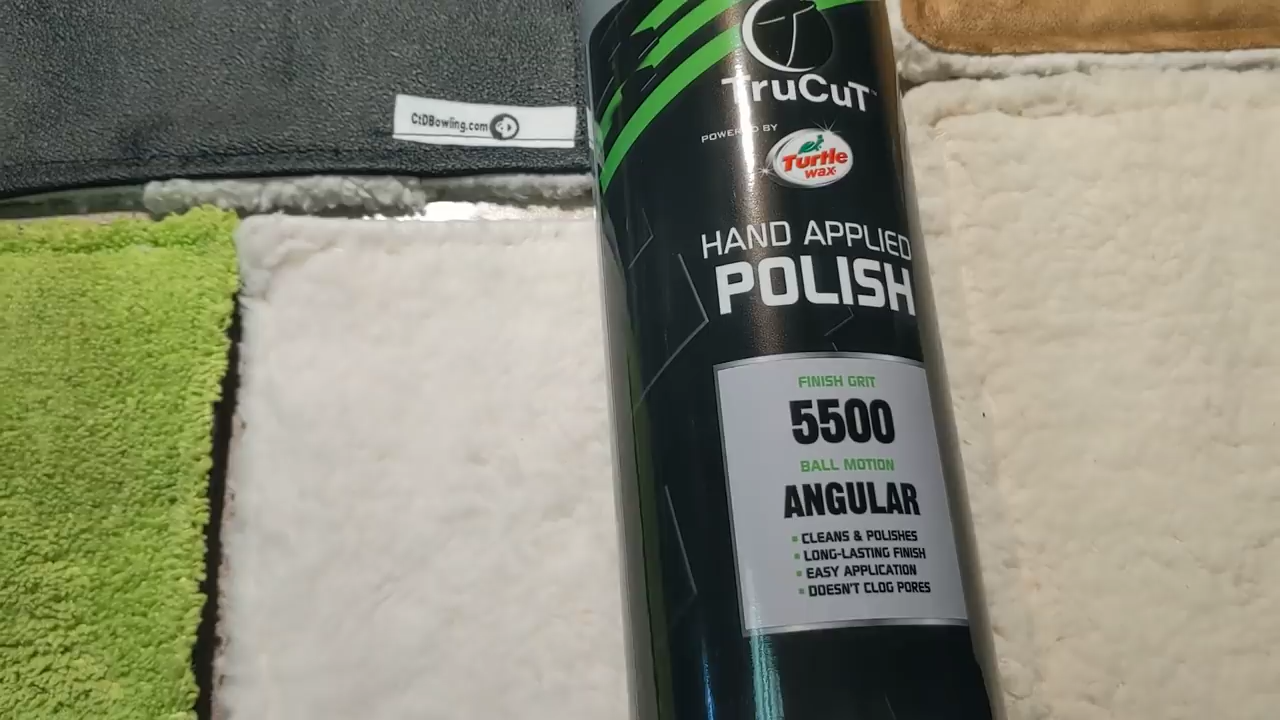 CtDBowling.com
TruCuT™
POWERED BY
Turtle
wax
HAND APPLIED
POLISH
FINISH GRIT
5500
BALL MOTION
ANGULAR
▪ CLEANS & POLISHES
▪ LONG-LASTING FINISH
▪ EASY APPLICATION
▪ DOESN'T CLOG PORES